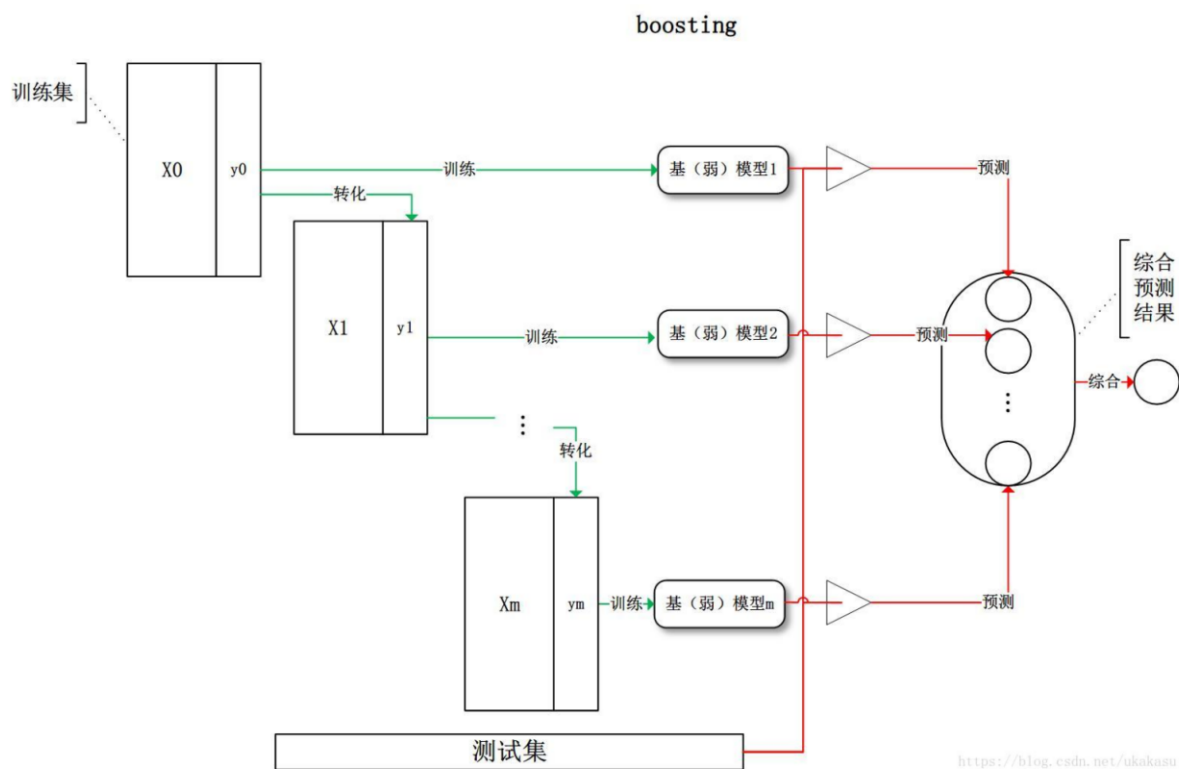 boosting
训练集
X0
y0
训练
基（弱）模型1
预测
转化
X1
y1
训练
基（弱）模型2
预测
综合
预测
结果
综合
⋮
⋮
转化
Xm
ym
训练
基（弱）模型m
预测
测试集
https://blog.csdn.net/ukakasu